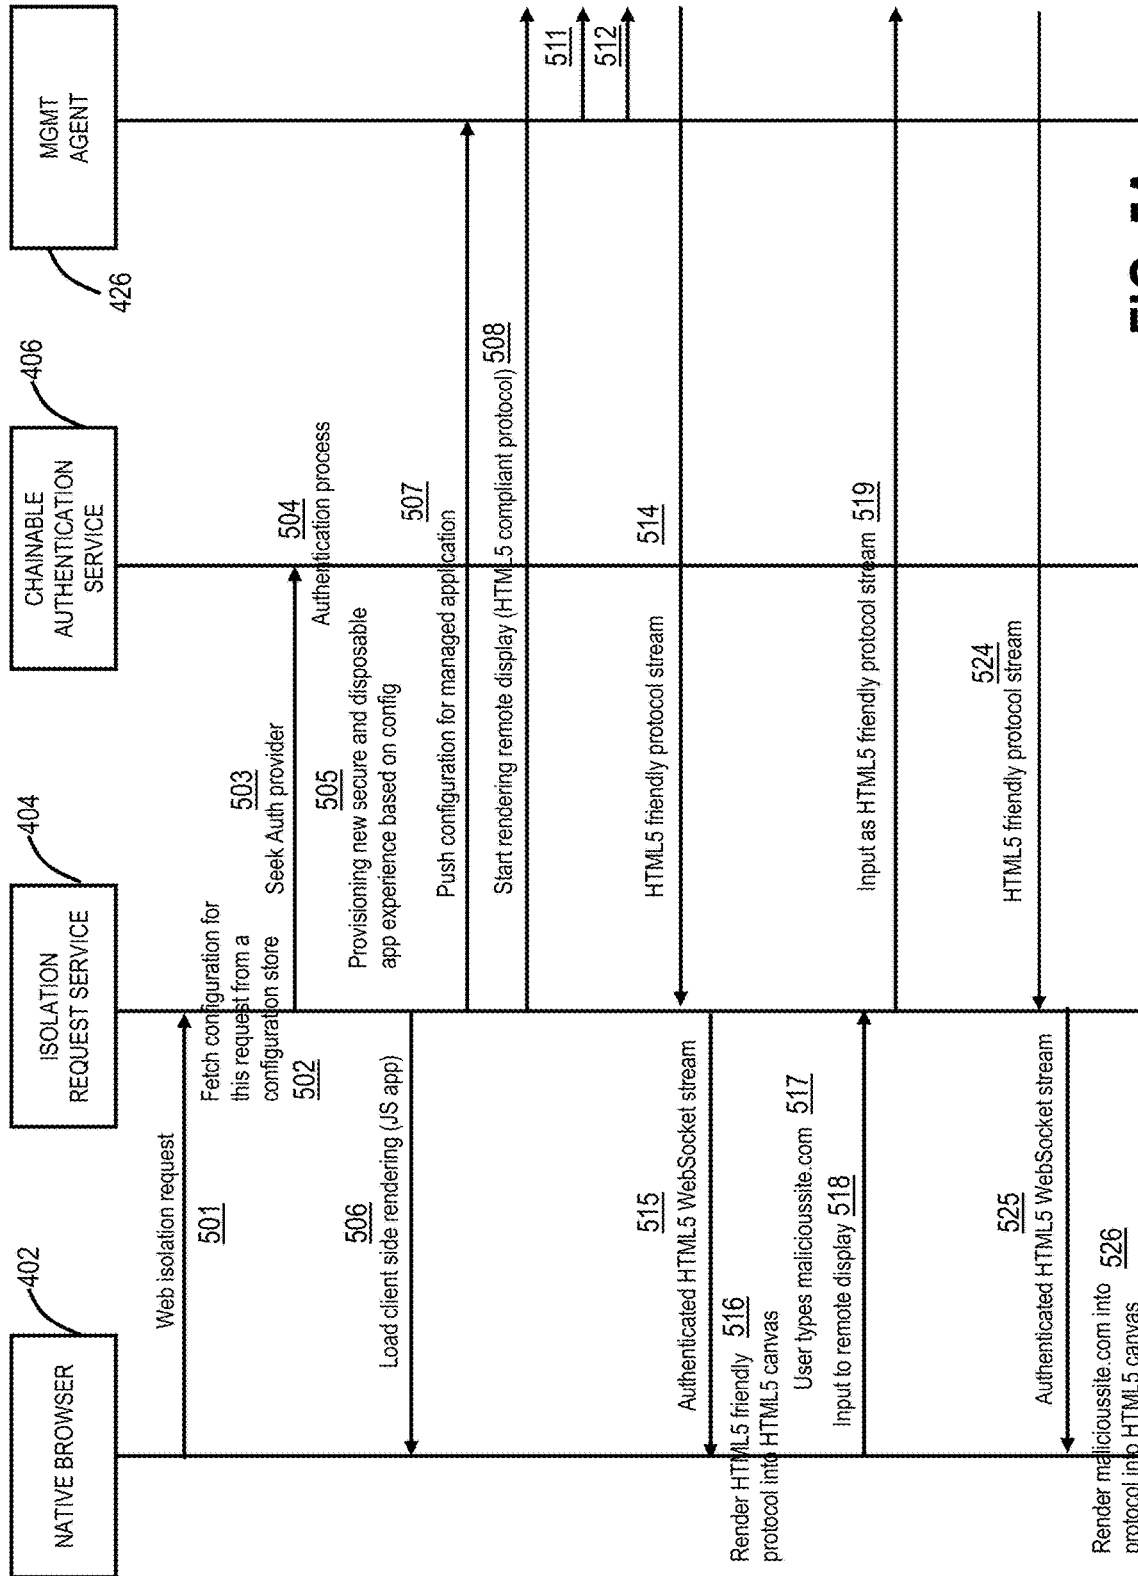 NATIVE BROWSER
402
ISOLATION
REQUEST SERVICE
404
CHAINABLE
AUTHENTICATION
SERVICE
406
MGMT
AGENT
426
Web isolation request
501
Fetch configuration for
this request from a
configuration store
502
503
Seek Auth provider
504
Authentication process
505
Provisioning new secure and disposable
app experience based on config
506
Load client side rendering (JS app)
507
Push configuration for managed application
Start rendering remote display (HTML5 compliant protocol) 508
511
512
514
HTML5 friendly protocol stream
515
Authenticated HTML5 WebSocket stream
Render HTML5 friendly 516
protocol into HTML5 canvas
User types malicioussite.com 517
Input to remote display 518
Input as HTML5 friendly protocol stream 519
524
HTML5 friendly protocol stream
525
Authenticated HTML5 WebSocket stream
Render malicioussite.com into 526
protocol into HTML5 canvas